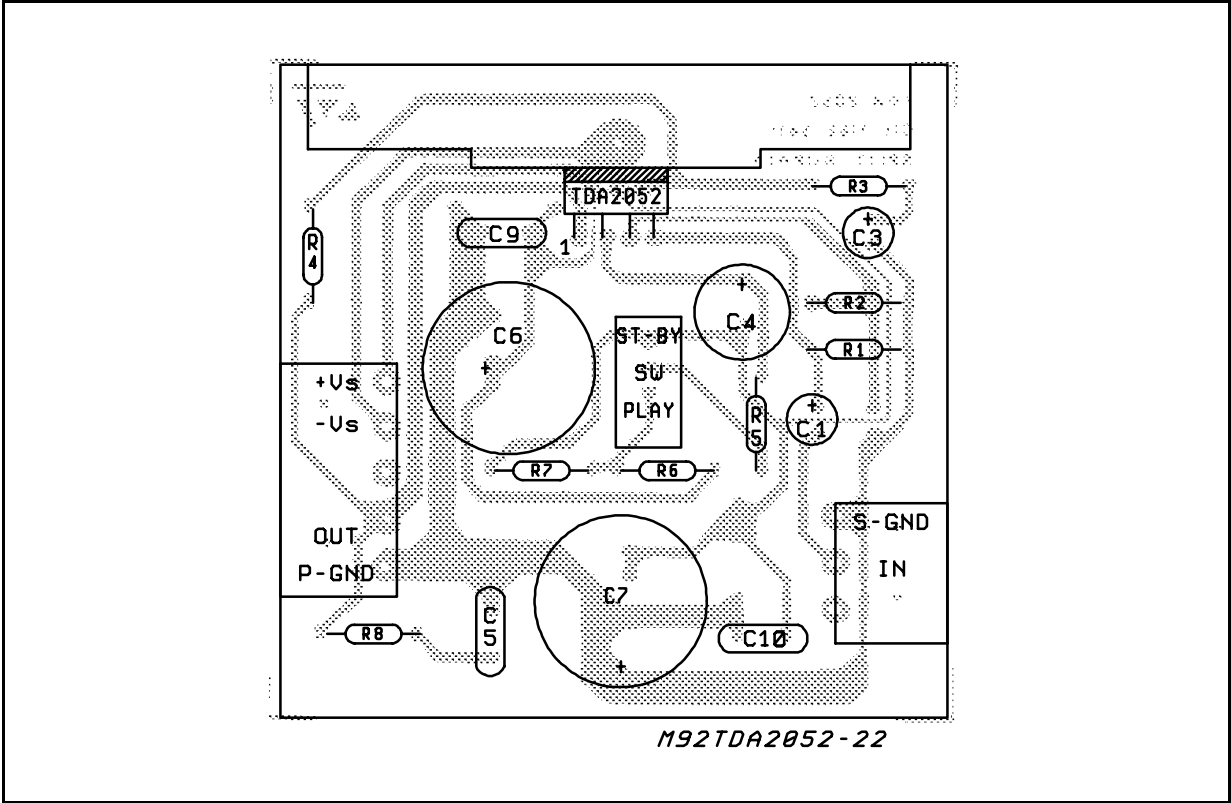 R3
TDA2052
C3
C9
R4
1
R2
C4
C6
ST-BY
R1
SW
+Vs
PLAY
-Vs
R5
C1
R7
R6
S-GND
OUT
IN
P-GND
C7
C5
R8
C10
M92TDA2052-22